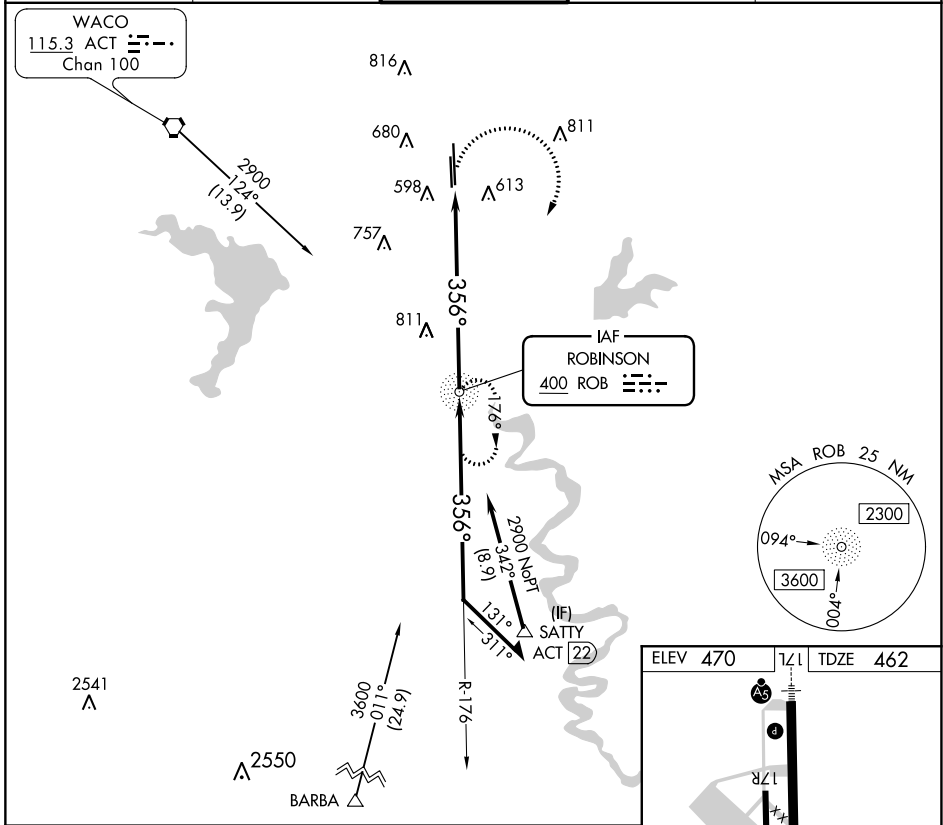 WACO
115.3 ACT
Chan 100
816
680
811
598
613
757
2900
124°
(13.9)
356°
811
IAF
ROBINSON
400 ROB
176°
356°
2900 NoPT
342°
(8.9)
131°
311°
(IF)
SATTY
ACT 22
R-176
MSA ROB 25 NM
2300
094°
3600
004°
2541
3600
011°
(24.9)
2550
BARBA
ELEV 470
17L
TDZE 462
A5
P
17R